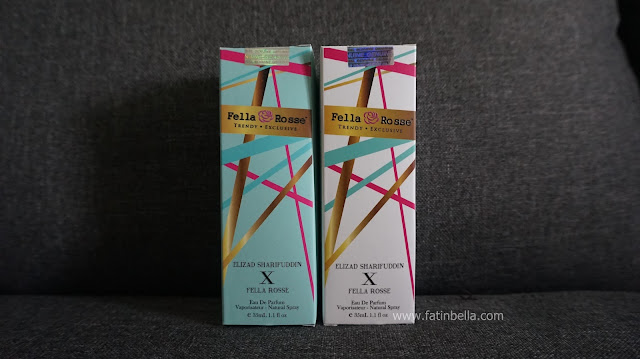 Fella Rosse
TRENDY • EXCLUSIVE
ELIZAD SHARIFUDDIN
X
FELLA ROSSE
Eau De Parfum
Vaporisateur - Natural Spray
e 35mL 1.1 fl oz
Fella Rosse
TRENDY • EXCLUSIVE
ELIZAD SHARIFUDDIN
X
FELLA ROSSE
Eau De Parfum
Vaporisateur - Natural Spray
e 35mL 1.1 fl oz
www.fatinbella.com